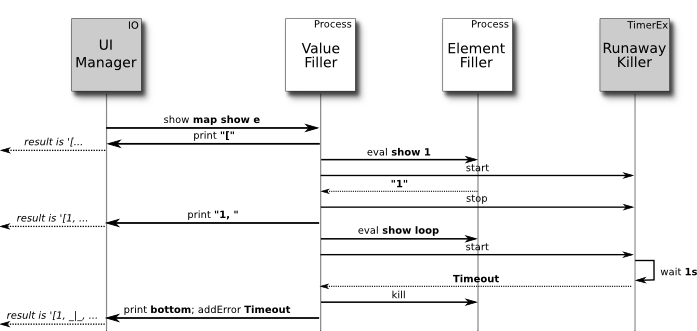 IO
UI
Manager
Process
Value
Filler
Process
Element
Filler
TimerEx
Runaway
Killer
show map show e
print "["
result is '[...
eval show 1
start
"1"
stop
print "1, "
result is '[1, ...
eval show loop
start
wait 1s
Timeout
kill
print bottom; addError Timeout
result is '[1, _|_, ...